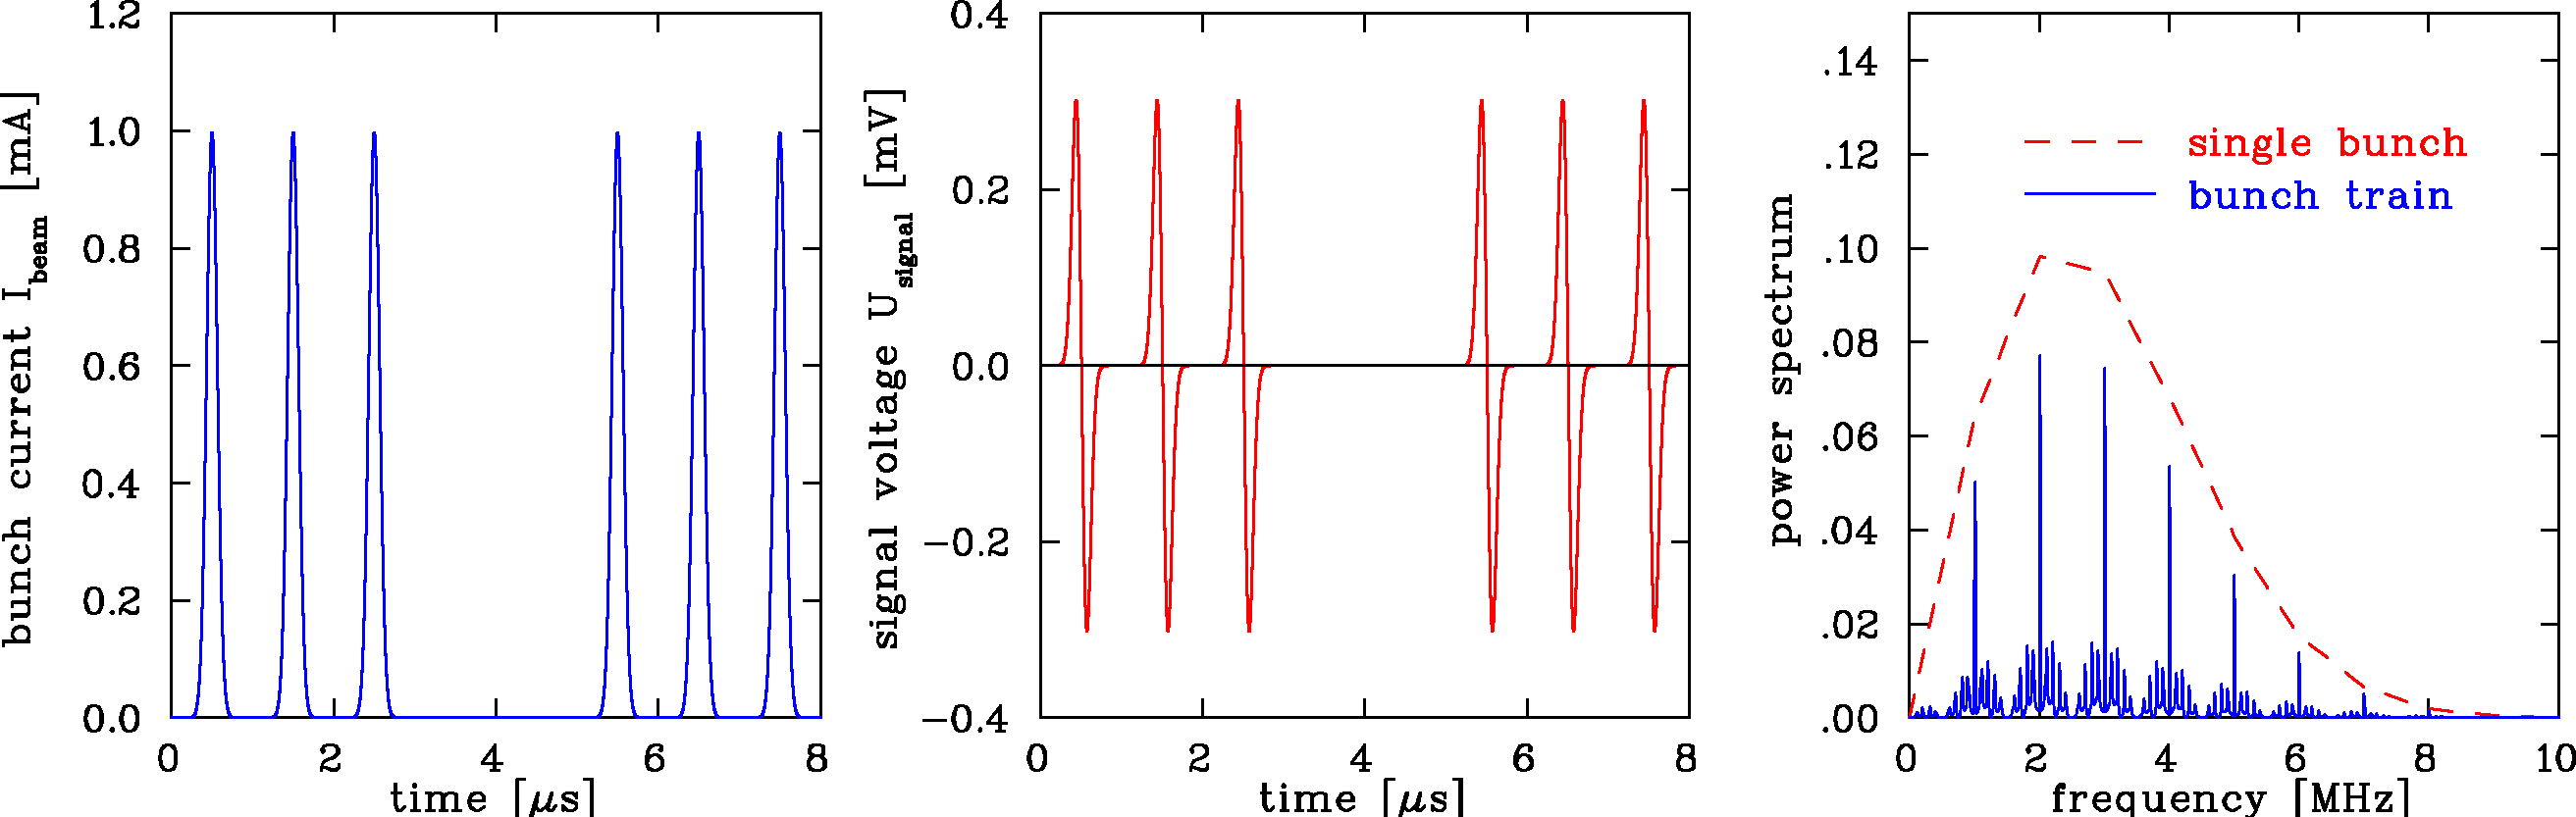 bunch current I_beam [mA]
1.2
1.0
0.8
0.6
0.4
0.2
0.0
0 2 4 6 8
time [μs]
signal voltage U_signal [mV]
0.4
0.2
0.0
−0.2
−0.4
0 2 4 6 8
time [μs]
power spectrum
.14
.12
.10
.08
.06
.04
.02
.00
single bunch
bunch train
0 2 4 6 8 10
frequency [MHz]